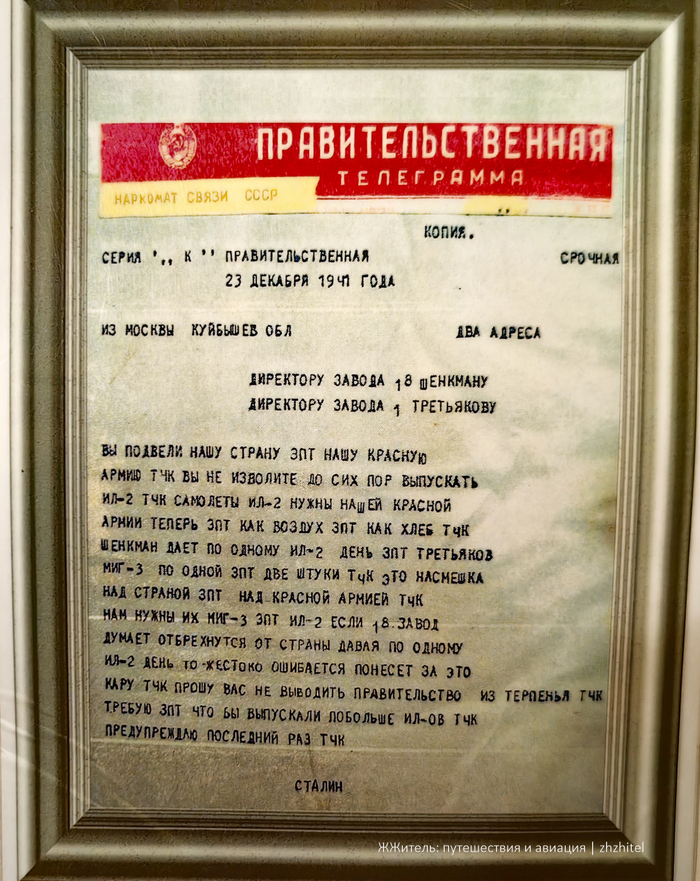 ПРАВИТЕЛЬСТВЕННАЯ
ТЕЛЕГРАММА
НАРКОМАТ СВЯЗИ СССР
КОПИЯ.
СЕРИЯ ",, К " ПРАВИТЕЛЬСТВЕННАЯ СРОЧНАЯ
23 ДЕКАБРЯ 1941 ГОДА
ИЗ МОСКВЫ КУЙБЫШЕВ ОБЛ ДВА АДРЕСА
ДИРЕКТОРУ ЗАВОДА 18 ШЕНКМАНУ
ДИРЕКТОРУ ЗАВОДА 1 ТРЕТЬЯКОВУ
ВЫ ПОДВЕЛИ НАШУ СТРАНУ ЗПТ НАШУ КРАСНУЮ
АРМИЮ ТЧК ВЫ НЕ ИЗВОЛИТЕ ДО СИХ ПОР ВЫПУСКАТЬ
ИЛ-2 ТЧК САМОЛЕТЫ ИЛ-2 НУЖНЫ НАШЕЙ КРАСНОЙ
АРМИИ ТЕПЕРЬ ЗПТ КАК ВОЗДУХ ЗПТ КАК ХЛЕБ ТЧК
ШЕНКМАН ДАЕТ ПО ОДНОМУ ИЛ-2 ДЕНЬ ЗПТ ТРЕТЬЯКОВ
МИГ-3 ПО ОДНОЙ ЗПТ ДВЕ ШТУКИ ТЧК ЭТО НАСМЕШКА
НАД СТРАНОЙ ЗПТ НАД КРАСНОЙ АРМИЕЙ ТЧК
НАМ НУЖНЫ ИХ МИГ-3 ЗПТ ИЛ-2 ЕСЛИ 18.ЗАВОД
ДУМАЕТ ОТБРЕХНУТСЯ ОТ СТРАНЫ ДАВАЯ ПО ОДНОМУ
ИЛ-2 ДЕНЬ ТО ЖЕСТОКО ОШИБАЕТСЯ ПОНЕСЕТ ЗА ЭТО
КАРУ ТЧК ПРОШУ ВАС НЕ ВЫВОДИТЬ ПРАВИТЕЛЬСТВО ИЗ ТЕРПЕНЬЯ ТЧК
ТРЕБУЮ ЗПТ ЧТО БЫ ВЫПУСКАЛИ ПОБОЛЬШЕ ИЛ-ОВ ТЧК
ПРЕДУПРЕЖДАЮ ПОСЛЕДНИЙ РАЗ ТЧК
СТАЛИН
ЖЖитель: путешествия и авиация | zhzhitel